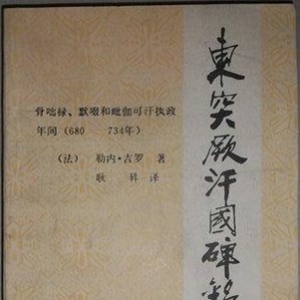 骨咄禄、默啜和毗伽可汗执政
年间(680 734年)
(法) 勒内·吉罗 著
耿昇 译
東突厥汗國碑銘